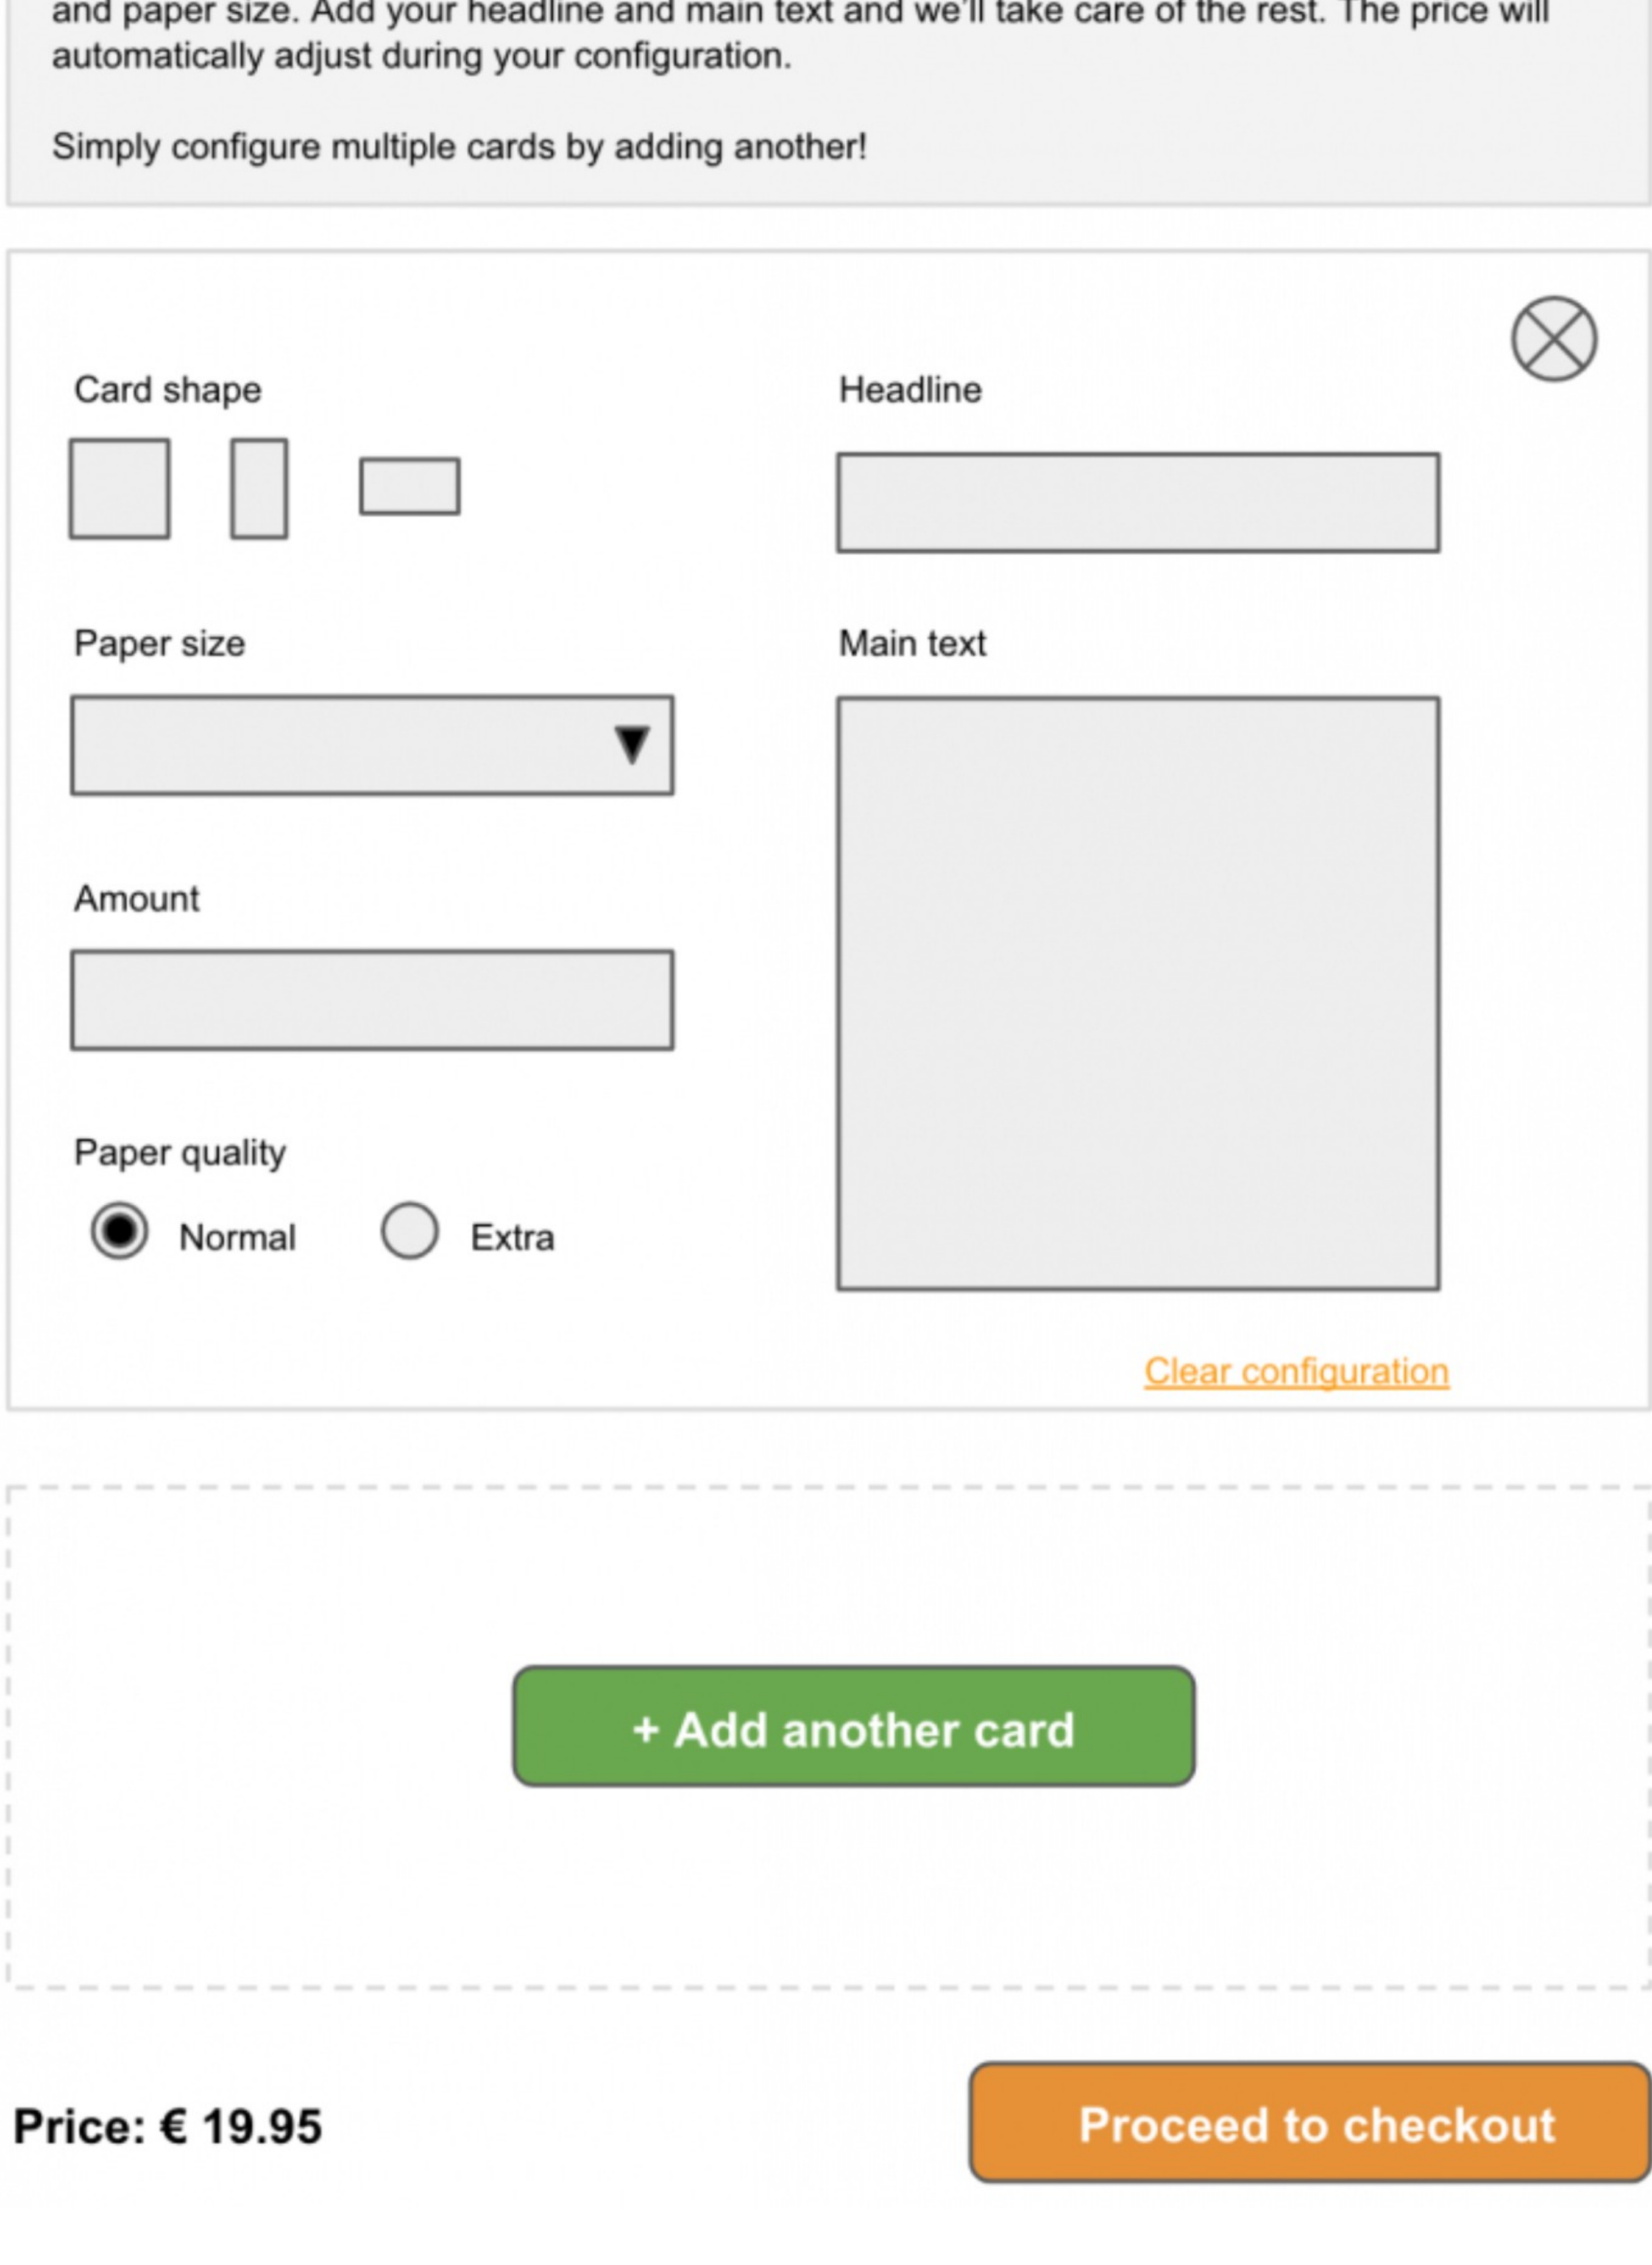 and paper size. Add your headline and main text and we'll take care of the rest. The price will
automatically adjust during your configuration.
Simply configure multiple cards by adding another!
Card shape
Headline
Paper size
Main text
Amount
Paper quality
Normal
Extra
Clear configuration
+ Add another card
Price: € 19.95
Proceed to checkout